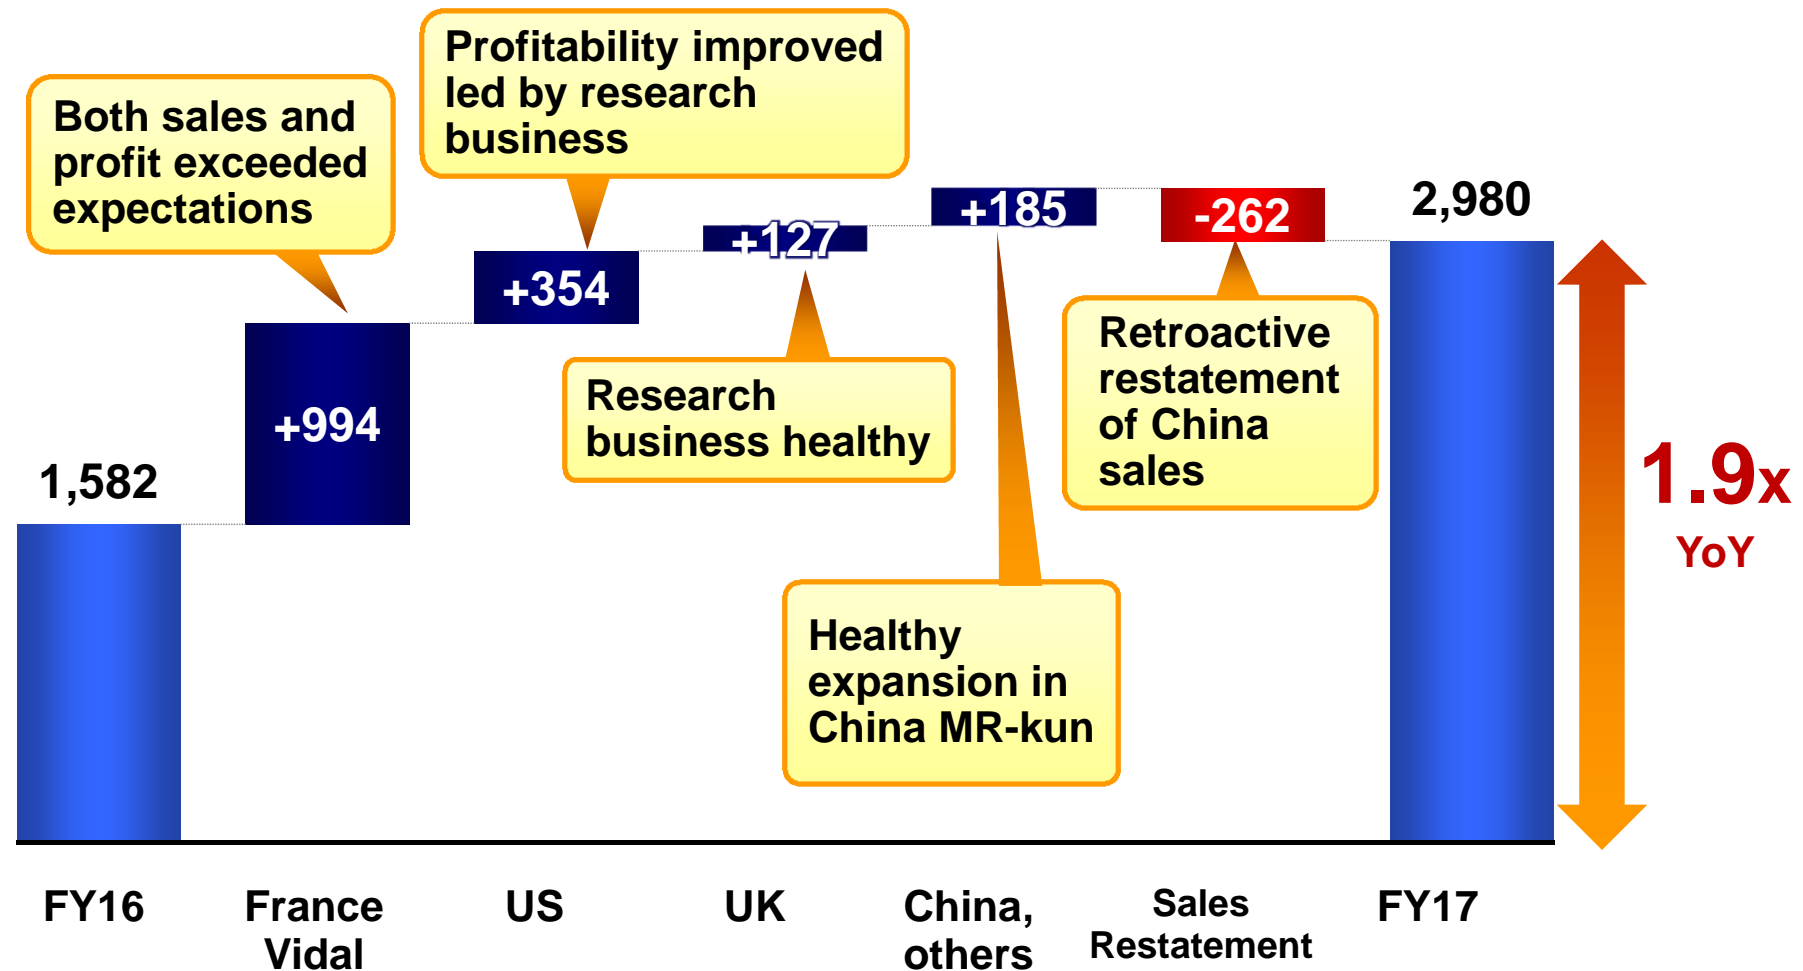 Profitability improved
led by research
business
Both sales and
profit exceeded
expectations
+185
-262
2,980
+127
+354
Retroactive
restatement
of China
sales
Research
business healthy
+994
1,582
1.9x
YoY
Healthy
expansion in
China MR-kun
FY16
France
Vidal
US
UK
China,
others
Sales
Restatement
FY17